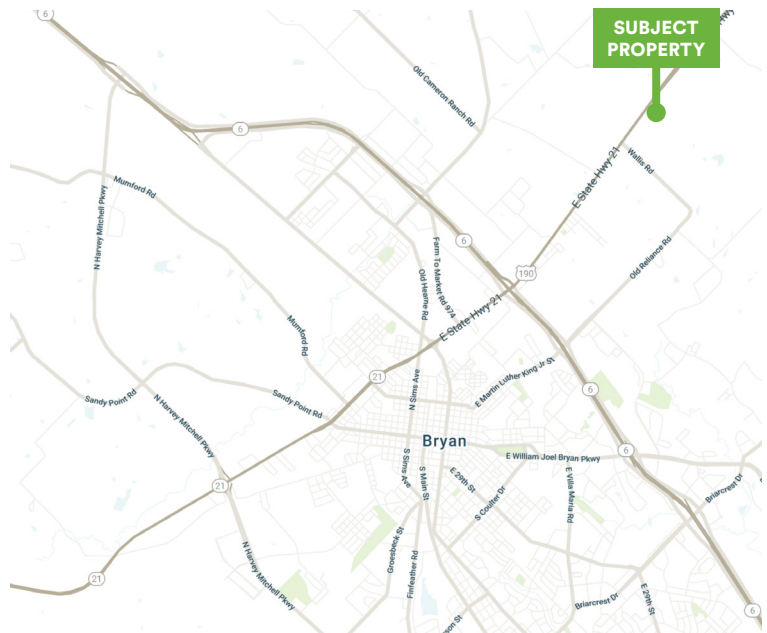 6
SUBJECT
PROPERTY
Hwy
Old Cameron Ranch Rd
6
E State Hwy 21
Wallis Rd
Mumford Rd
N Harvey Mitchell Pkwy
6
Old Reliance Rd
190
Farm To Market Rd 974
Old Hearne Rd
E State Hwy 21
Mumford Rd
21
N Sims Ave
E Martin Luther King Jr St
6
Sandy Point Rd
Sandy Point Rd
N Harvey Mitchell Pkwy
Bryan
6
E William Joel Bryan Pkwy
S Sims Ave
S Main St
E 29th St
E Villa Maria Rd
Briarcrest Dr
21
S Coulter Dr
Groesbeck St
Finfeather Rd
N Harvey Mitchell Pkwy
21
Briarcrest Dr
E 29th St
6
son St